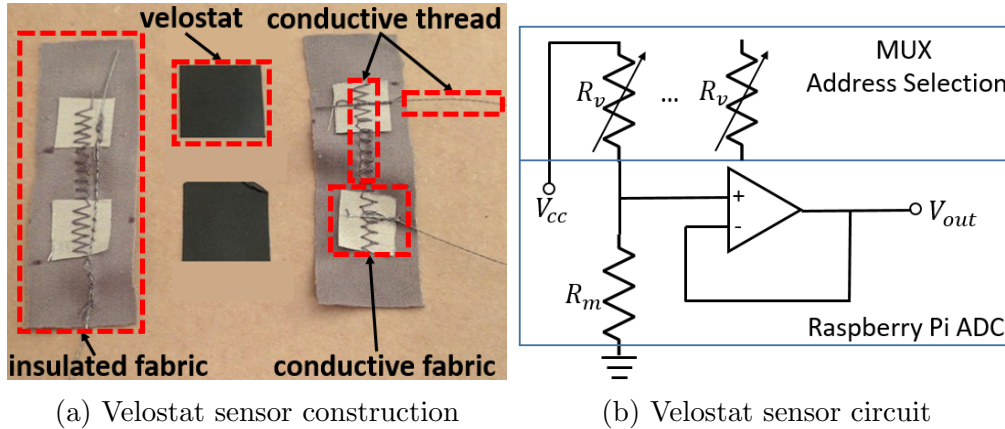 velostat
conductive thread
insulated fabric
conductive fabric
(a) Velostat sensor construction
MUX
Address Selection
R_v
...
R_v
V_cc
+
-
V_out
R_m
Raspberry Pi ADC
(b) Velostat sensor circuit